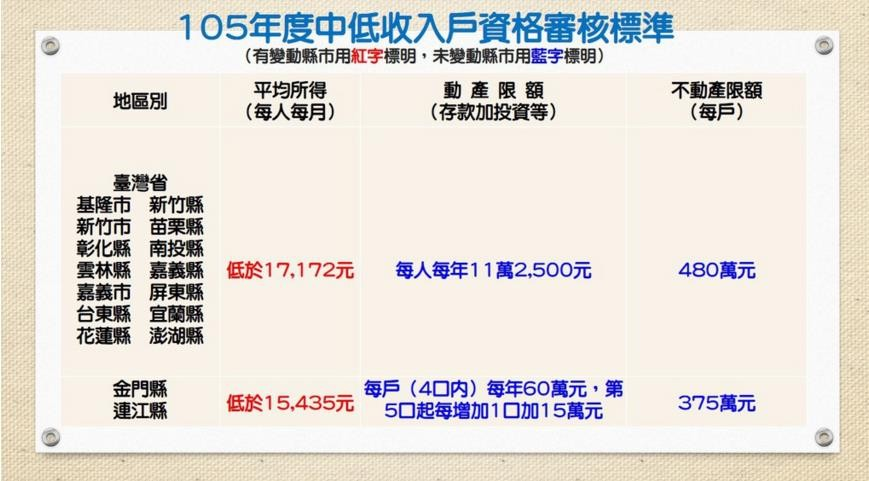 105年度中低收入戶資格審核標準
（有變動縣市用紅字標明，未變動縣市用藍字標明）
地區別
平均所得
（每人每月）
動 產 限 額
（存款加投資等）
不動產限額
（每戶）
臺灣省
基隆市 新竹縣
新竹市 苗栗縣
彰化縣 南投縣
雲林縣 嘉義縣
嘉義市 屏東縣
台東縣 宜蘭縣
花蓮縣 澎湖縣
低於17,172元
每人每年11萬2,500元
480萬元
金門縣
連江縣
低於15,435元
每戶（4口內）每年60萬元，第
5口起每增加1口加15萬元
375萬元